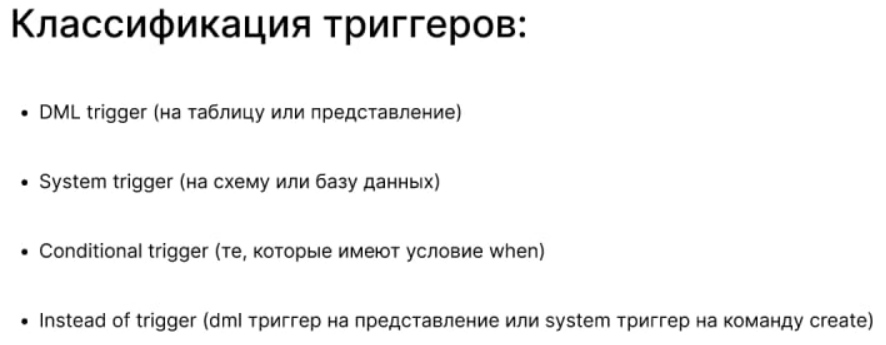 Классификация триггеров:
• DML trigger (на таблицу или представление)
• System trigger (на схему или базу данных)
• Conditional trigger (те, которые имеют условие when)
• Instead of trigger (dml триггер на представление или system триггер на команду create)